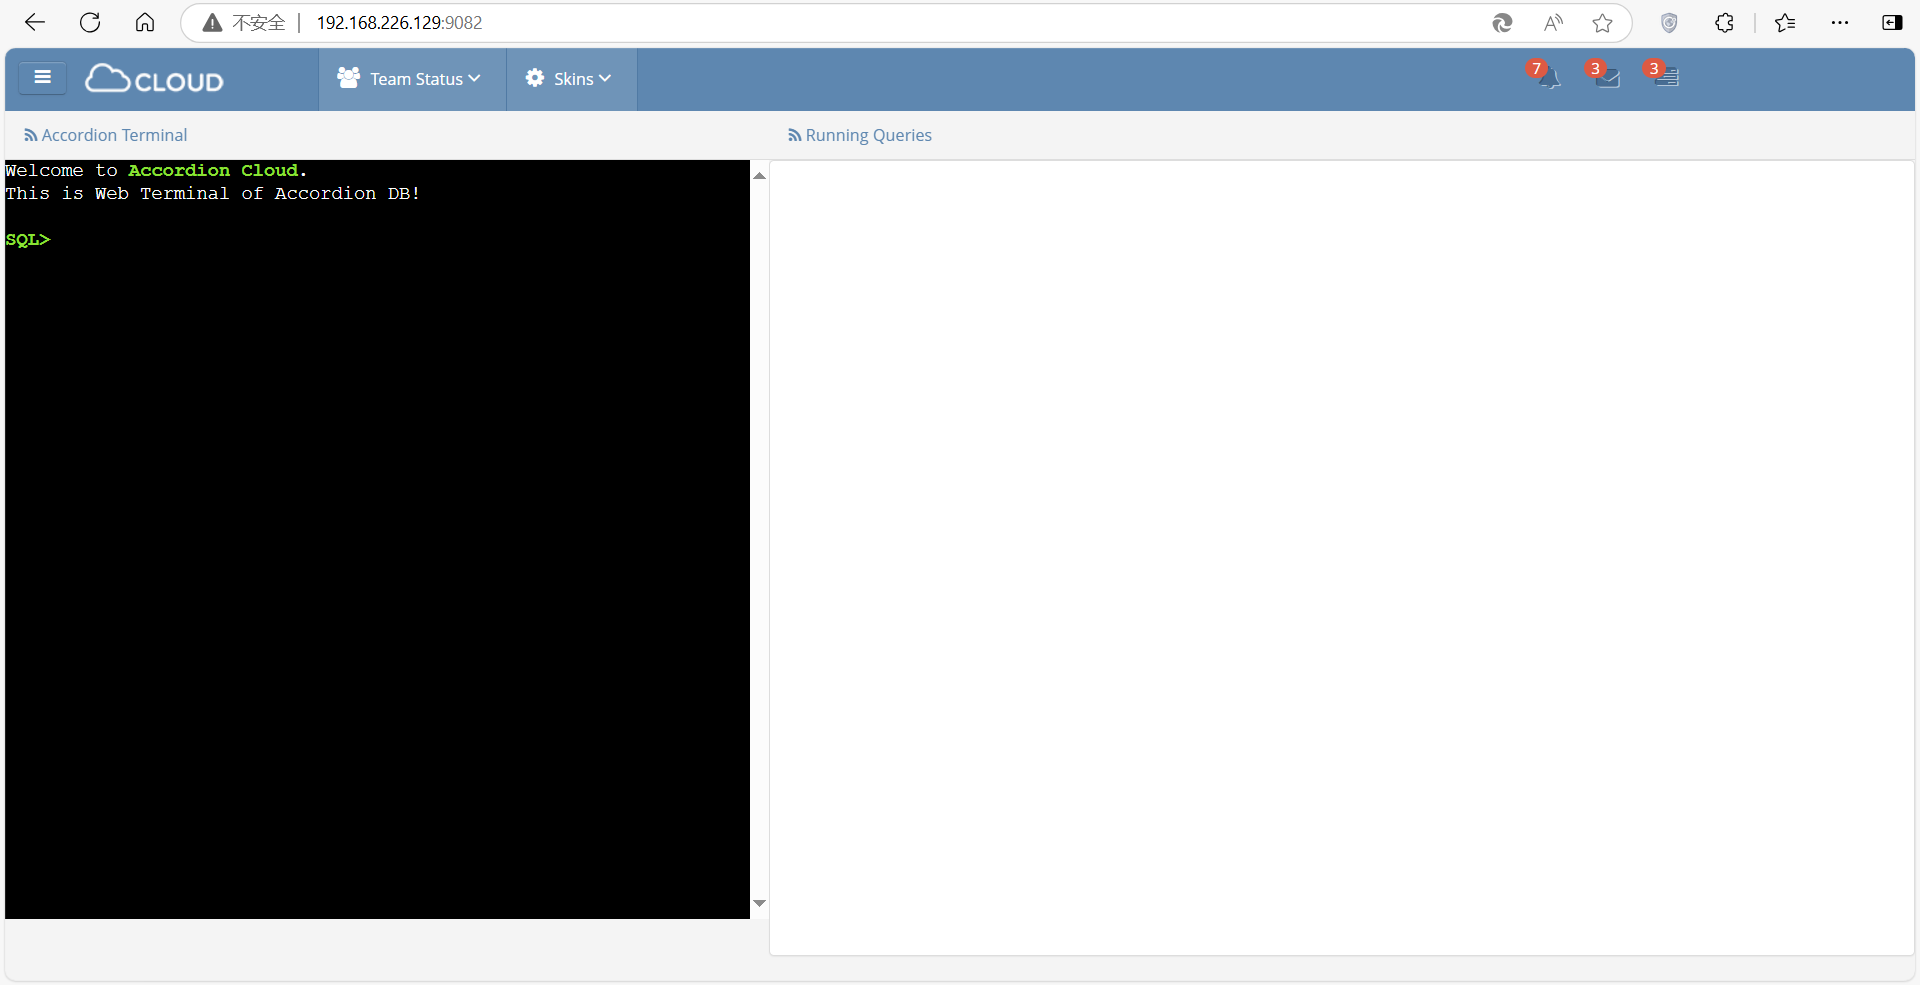 不安全 192.168.226.129:9082
CLOUD Team Status Skins 7 3 3
Accordion Terminal
Running Queries
Welcome to Accordion Cloud.
This is Web Terminal of Accordion DB!
SQL>